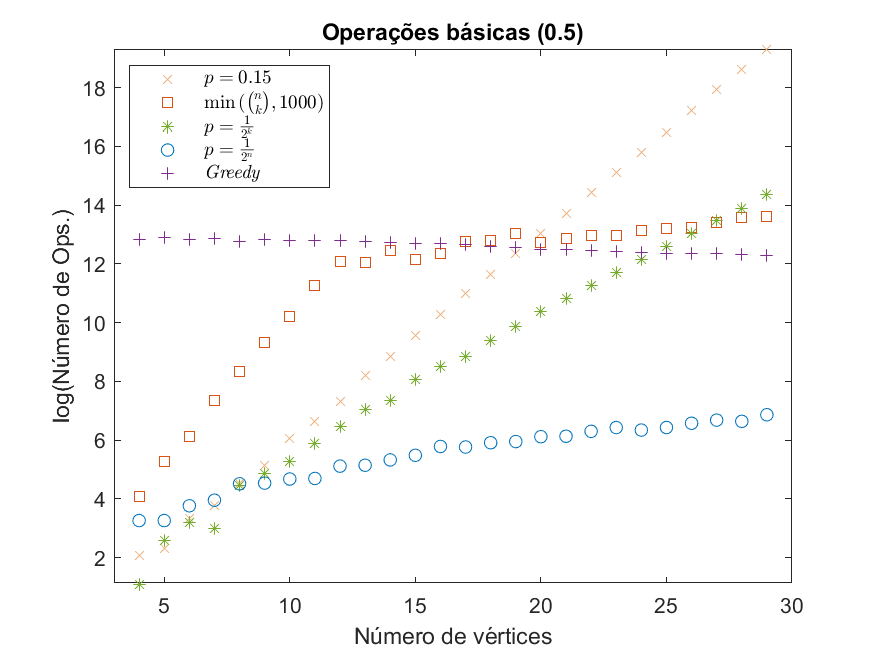 Operações básicas (0.5)
p = 0.15
min((n k), 1000)
p = 1/2^k
p = 1/2^n
Greedy
log(Número de Ops.)
18
16
14
12
10
8
6
4
2
5 10 15 20 25 30
Número de vértices